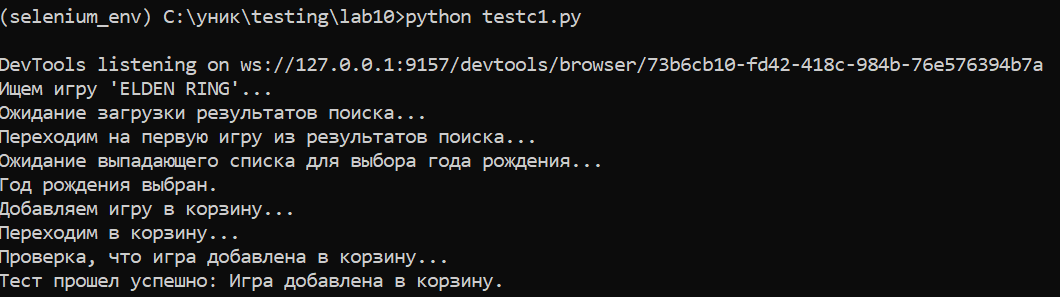 (selenium_env) C:\уник\testing\lab10>python testc1.py
DevTools listening on ws://127.0.0.1:9157/devtools/browser/73b6cb10-fd42-418c-984b-76e576394b7a
Ищем игру 'ELDEN RING'...
Ожидание загрузки результатов поиска...
Переходим на первую игру из результатов поиска...
Ожидание выпадающего списка для выбора года рождения...
Год рождения выбран.
Добавляем игру в корзину...
Переходим в корзину...
Проверка, что игра добавлена в корзину...
Тест прошел успешно: Игра добавлена в корзину.